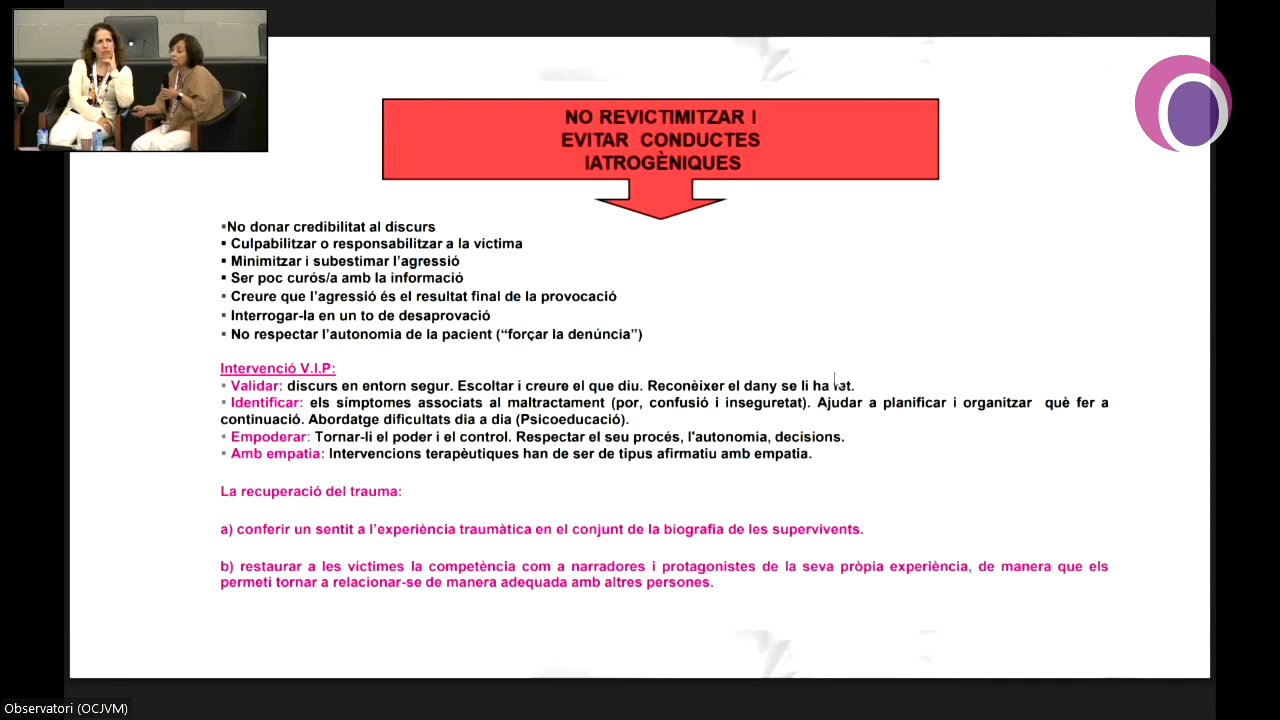 NO REVICTIMITZAR I
EVITAR CONDUCTES
IATROGÈNIQUES
▪No donar credibilitat al discurs
▪ Culpabilitzar o responsabilitzar a la víctima
▪ Minimitzar i subestimar l’agressió
▪ Ser poc curós/a amb la informació
▪ Creure que l’agressió és el resultat final de la provocació
▪ Interrogar-la en un to de desaprovació
▪ No respectar l’autonomia de la pacient (“forçar la denúncia”)
Intervenció V.I.P:
▪ Validar: discurs en entorn segur. Escoltar i creure el que diu. Reconèixer el dany se li ha fet.
▪ Identificar: els símptomes associats al maltractament (por, confusió i inseguretat). Ajudar a planificar i organitzar què fer a
continuació. Abordatge dificultats dia a dia (Psicoeducació).
▪ Empoderar: Tornar-li el poder i el control. Respectar el seu procés, l'autonomia, decisions.
▪ Amb empatia: Intervencions terapèutiques han de ser de tipus afirmatiu amb empatia.
La recuperació del trauma:
a) conferir un sentit a l’experiència traumàtica en el conjunt de la biografia de les supervivents.
b) restaurar a les víctimes la competència com a narradores i protagonistes de la seva pròpia experiència, de manera que els
permeti tornar a relacionar-se de manera adequada amb altres persones.
Observatori (OCJVM)